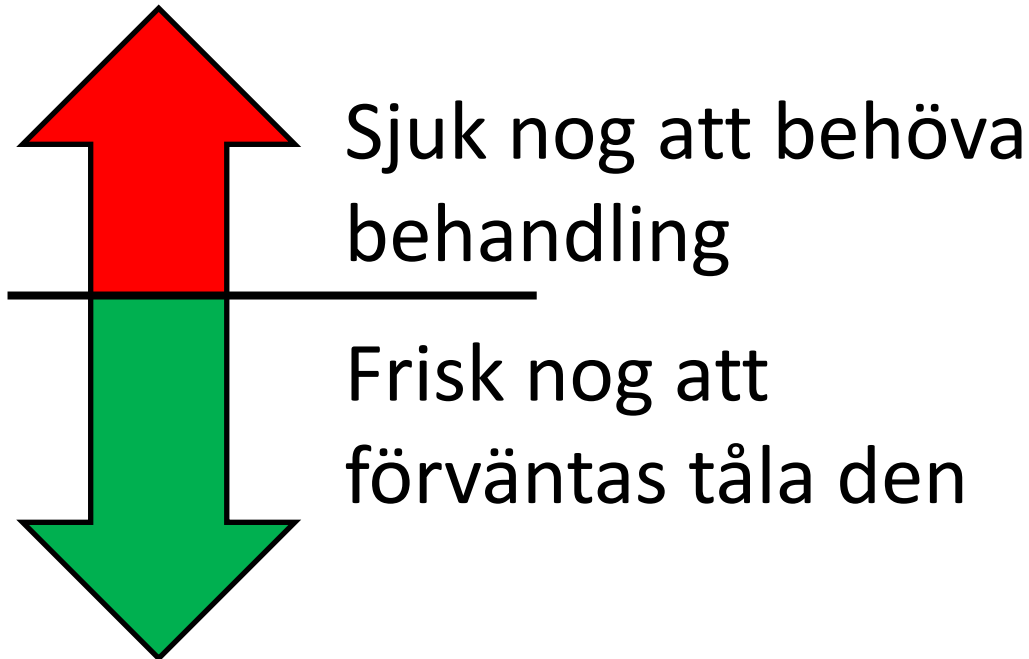 Sjuk nog att behöva
behandling
Frisk nog att
förväntas tåla den